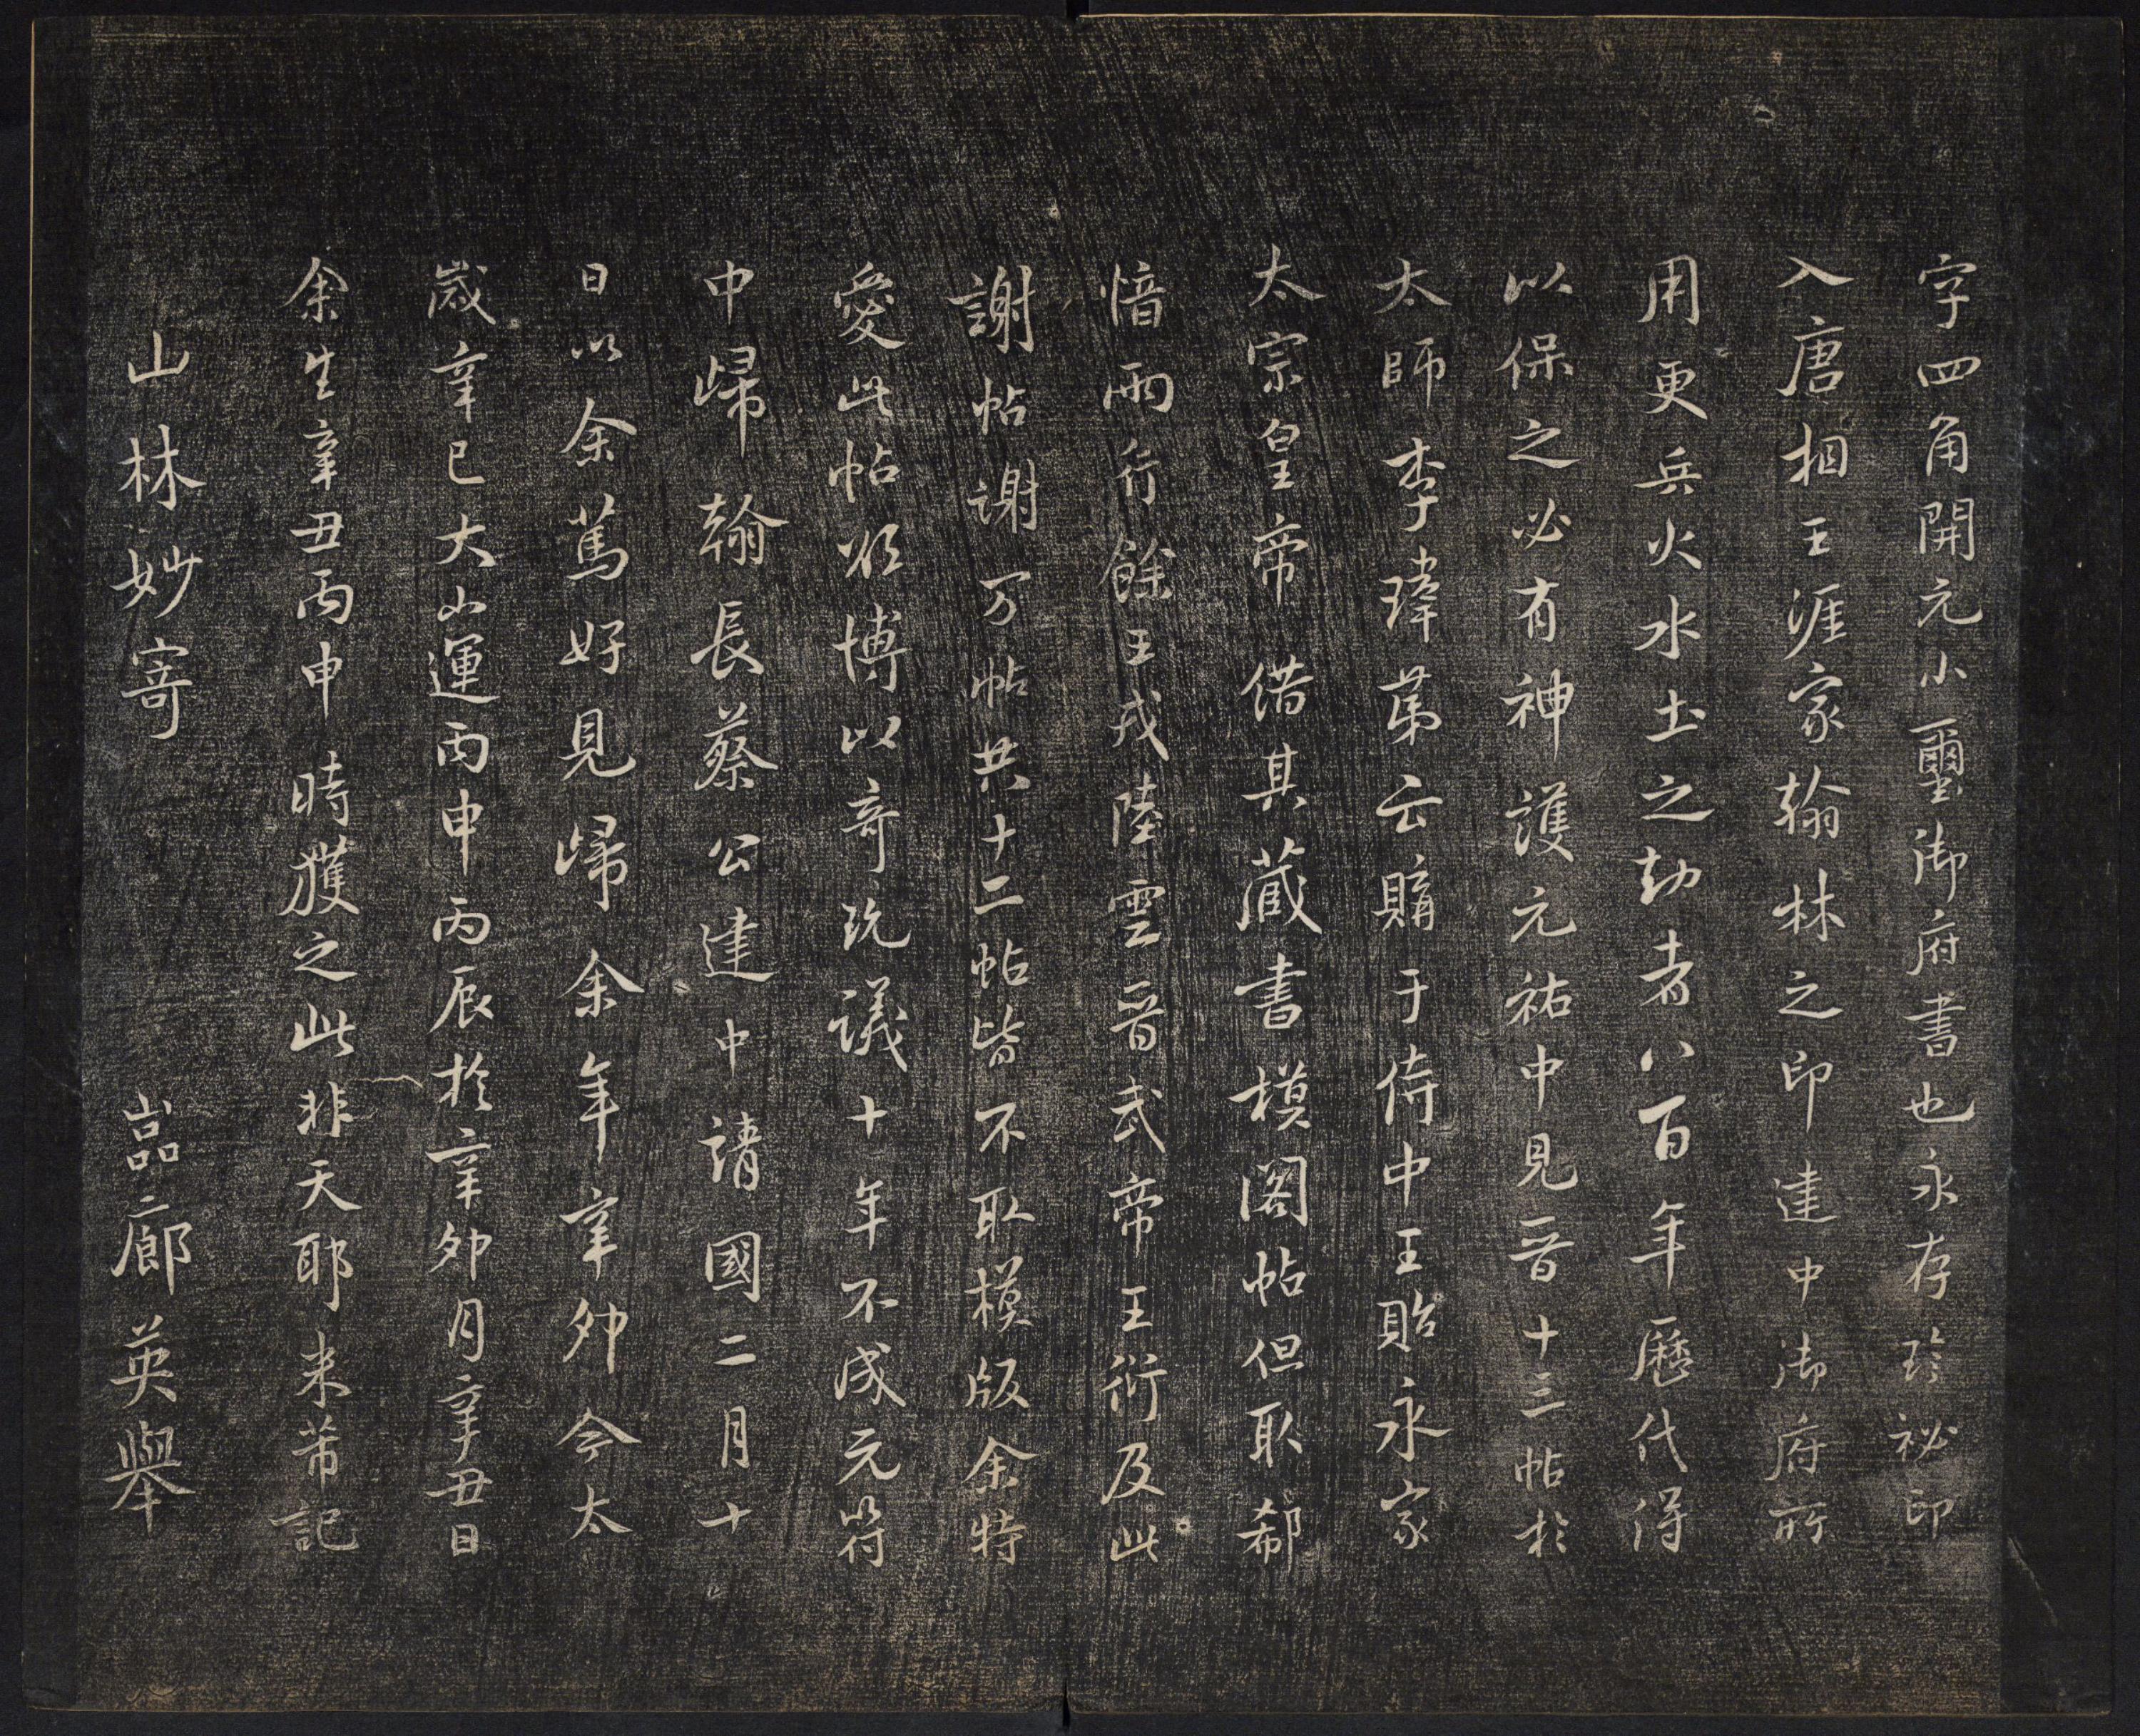 字四角開元小璽御府書也永存珍祕印
入唐相王涯家翰林之印建中御府所
用更兵火水土之劫者八百年歷代得
以保之必有神護元祐中見晉十三帖於
太師李瑋苐云購于侍中王貽永家
太宗皇帝借其藏書模閣帖但取郗
愔兩行餘王戎陸雲晉武帝王衍及此
謝帖謝万帖共十二帖皆不取模版余特
愛此帖欲博以奇玩議十年不成元符
中歸翰長蔡公建中靖國二月十
日以余篤好見歸余年辛卯今太
歲辛巳大小運丙申丙辰於辛卯月辛丑日
余生辛丑丙申時獲之此非天耶米芾記
山林妙寄
嵓廊英舉